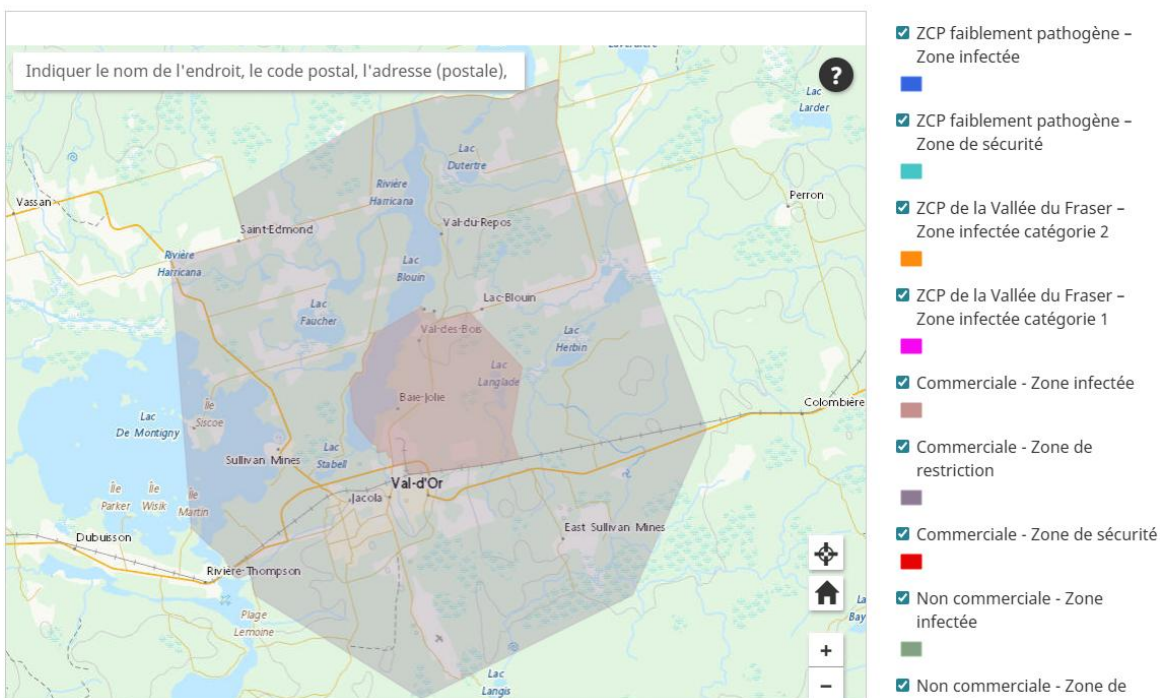 Laverdière
Indiquer le nom de l'endroit, le code postal, l'adresse (postale),
?
Lac
Larder
Lac
Dutertre
Rivière
Harricana
Vassan
Perron
Saint-Edmond
Val-du-Repos
Rivière
Harricana
Lac
Blouin
Lac
Faucher
Lac-Blouin
Val-des-Bois
Lac
Herbin
Lac
Langlade
Baie-Jolie
Colombière
Île
Siscoe
Lac
De Montigny
Sullivan Mines
Lac
Stabell
Val-d'Or
Jacola
Île
Parker
Île
Wisik
Île
Martin
East Sullivan Mines
Dubuisson
Rivière-Thompson
Plage
Lemoine
La
Bay
Lac
Langis
+
−
ZCP faiblement pathogène –
Zone infectée
ZCP faiblement pathogène –
Zone de sécurité
ZCP de la Vallée du Fraser –
Zone infectée catégorie 2
ZCP de la Vallée du Fraser –
Zone infectée catégorie 1
Commerciale - Zone infectée
Commerciale - Zone de
restriction
Commerciale - Zone de sécurité
Non commerciale - Zone
infectée
Non commerciale - Zone de